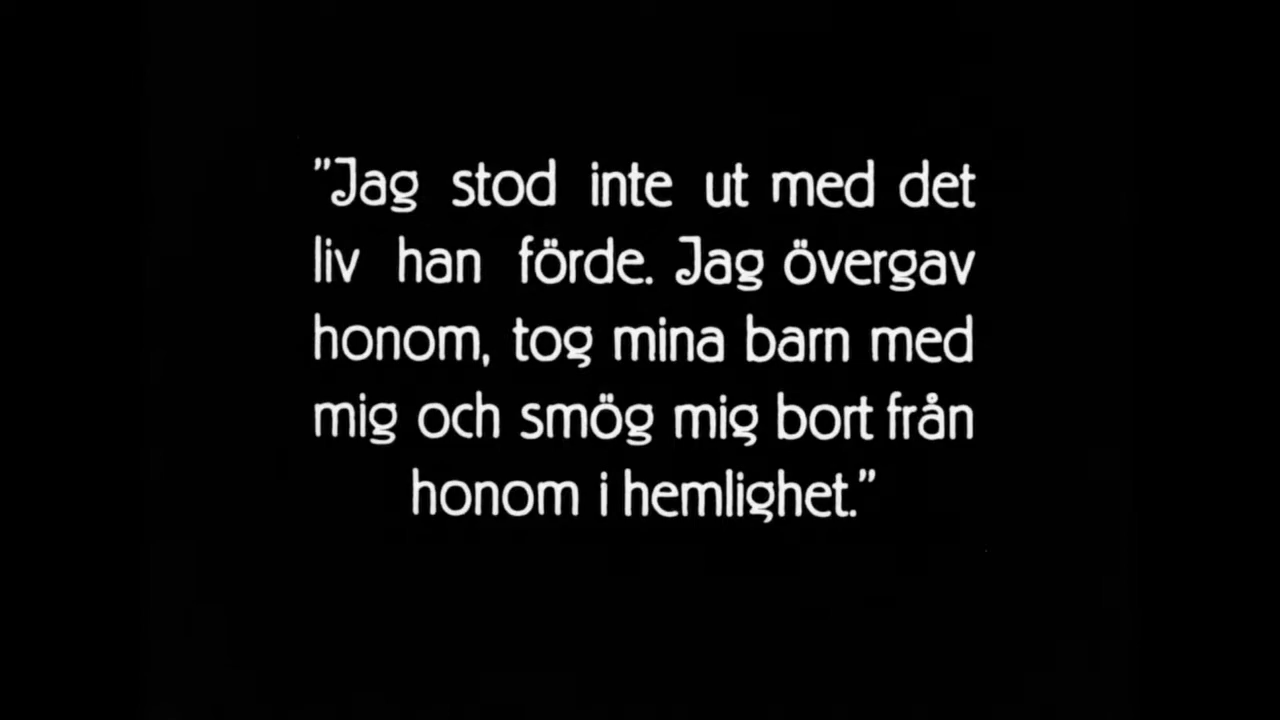 "Jag stod inte ut med det
liv han förde. Jag övergav
honom, tog mina barn med
mig och smög mig bort från
honom i hemlighet."